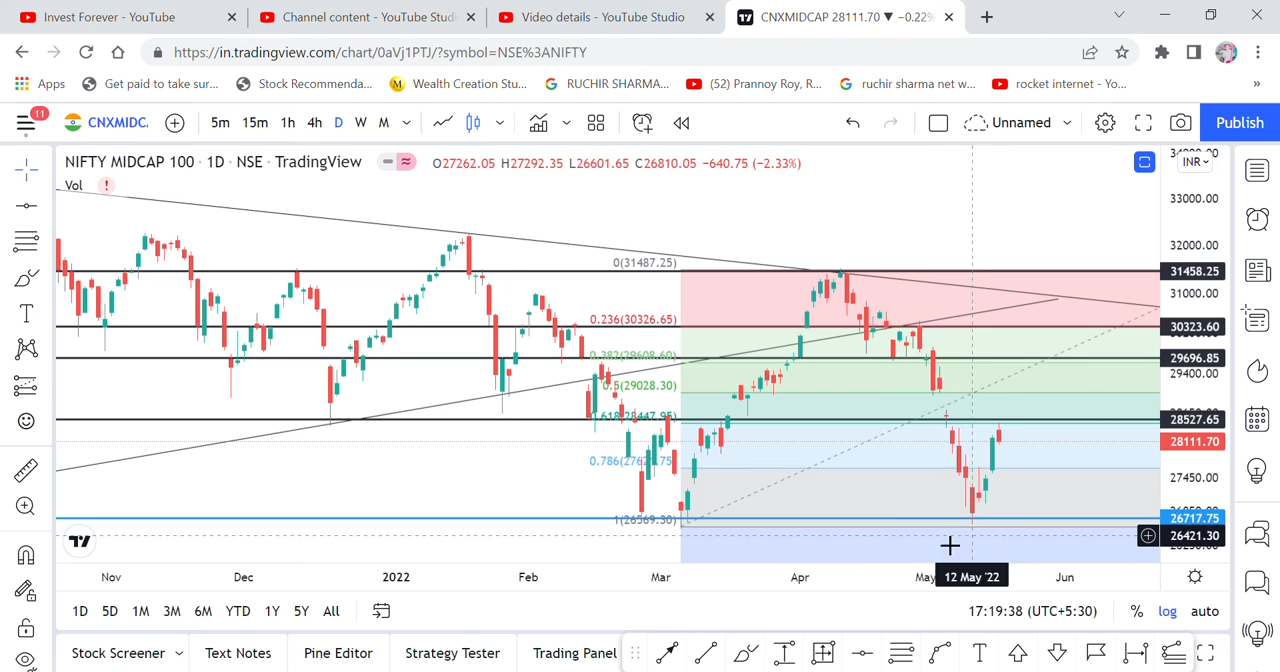 Invest Forever - YouTube
Channel content - YouTube Studi
Video details - YouTube Studio
CNXMIDCAP 28111.70 ▼ −0.22%
https://in.tradingview.com/chart/0aVj1PTJ/?symbol=NSE%3ANIFTY
Apps
Get paid to take sur...
Stock Recommenda...
Wealth Creation Stu...
RUCHIR SHARMA...
(52) Prannoy Roy, R...
ruchir sharma net w...
rocket internet - Yo...
»
11
CNXMIDC.
5m 15m 1h 4h D W M
Unnamed
Publish
NIFTY MIDCAP 100 · 1D · NSE · TradingView
O27262.05 H27292.35 L26601.65 C26810.05 −640.75 (−2.33%)
INR
Vol
33000.00
32000.00
0(31487.25)
31458.25
31000.00
0.236(30326.65)
30323.60
0.382(29608.60)
29696.85
29400.00
0.5(29028.30)
0.618(28447.95)
28527.65
28111.70
27450.00
26717.75
1(26569.30)
26421.30
Nov Dec 2022 Feb Mar Apr May 12 May '22 Jun
1D 5D 1M 3M 6M YTD 1Y 5Y All
17:19:38 (UTC+5:30)
% log auto
Stock Screener
Text Notes
Pine Editor
Strategy Tester
Trading Panel